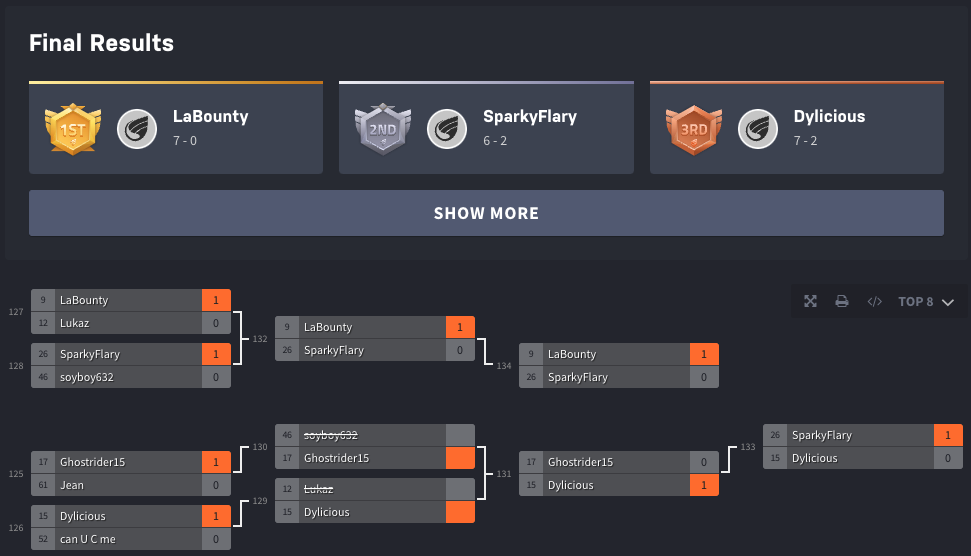 Final Results
1ST
LaBounty
7 - 0
2ND
SparkyFlary
6 - 2
3RD
Dylicious
7 - 2
SHOW MORE
</> TOP 8
127
9 LaBounty 1
12 Lukaz 0
128
26 SparkyFlary 1
46 soyboy632 0
132
9 LaBounty 1
26 SparkyFlary 0
134
9 LaBounty 1
26 SparkyFlary 0
125
17 Ghostrider15 1
61 Jean 0
126
15 Dylicious 1
52 can U C me 0
130
46 soyboy632
17 Ghostrider15
129
12 Lukaz
15 Dylicious
131
17 Ghostrider15 0
15 Dylicious 1
133
26 SparkyFlary 1
15 Dylicious 0